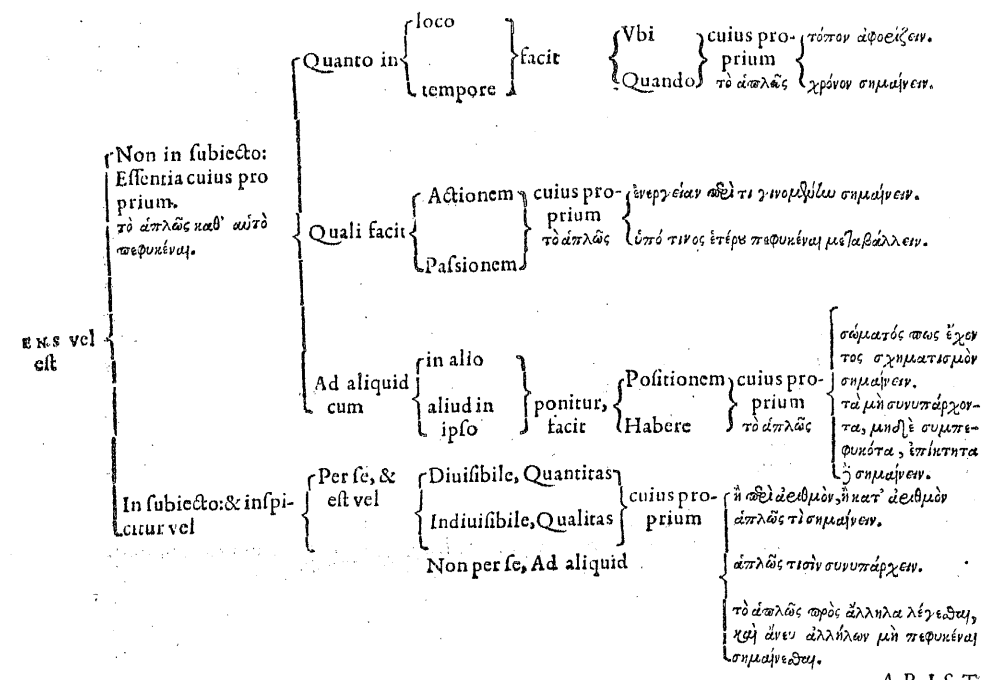 loco
Quanto in
tempore
facit
Vbi
Quando
cuius pro-
prium
τὸ ἁπλῶς
τόπον ἀφορίζειν.
χρόνον σημαίνειν.
Non in ſubiecto:
Eſſentia cuius pro
prium.
τὸ ἁπλῶς καθ' αὑτὸ
πεφυκέναι.
Quali facit
Actionem
Paſsionem
cuius pro-
prium
τὸ ἁπλῶς
ἐνεργείαν περί τι γινομένην σημαίνειν.
ὑπό τινος ἑτέρου πεφυκέναι μεταβάλλειν.
ENS vel
eſt
Ad aliquid
cum
in alio
aliud in
ipſo
ponitur,
facit
Poſitionem
Habere
cuius pro-
prium
τὸ ἁπλῶς
σώματός πως ἔχον
τος σχηματισμὸν
σημαίνειν.
τὰ μὴ συνυπάρχον-
τα, μηδὲ συμπε-
φυκότα, ἐπίκτητα
σημαίνειν.
In ſubiecto: & inſpi-
citur vel
Per ſe, &
eſt vel
Diuiſibile, Quantitas
Indiuiſibile, Qualitas
Non per ſe, Ad aliquid
cuius pro-
prium
ἢ περὶ ἀριθμὸν, ἢ κατ' ἀριθμὸν
ἁπλῶς τὶ σημαίνειν.
ἁπλῶς τισὶν συνυπάρχειν.
τὸ ἁπλῶς πρὸς ἄλληλα λέγεσθαι,
καὶ ἄνευ ἀλλήλων μὴ πεφυκέναι
σημαίνεσθαι.